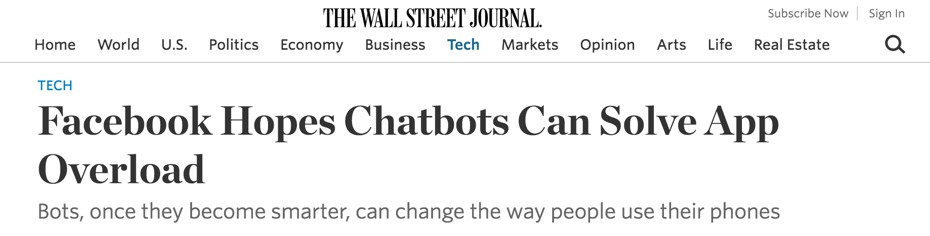 THE WALL STREET JOURNAL.
Subscribe Now Sign In
Home World U.S. Politics Economy Business Tech Markets Opinion Arts Life Real Estate
TECH
Facebook Hopes Chatbots Can Solve App
Overload
Bots, once they become smarter, can change the way people use their phones